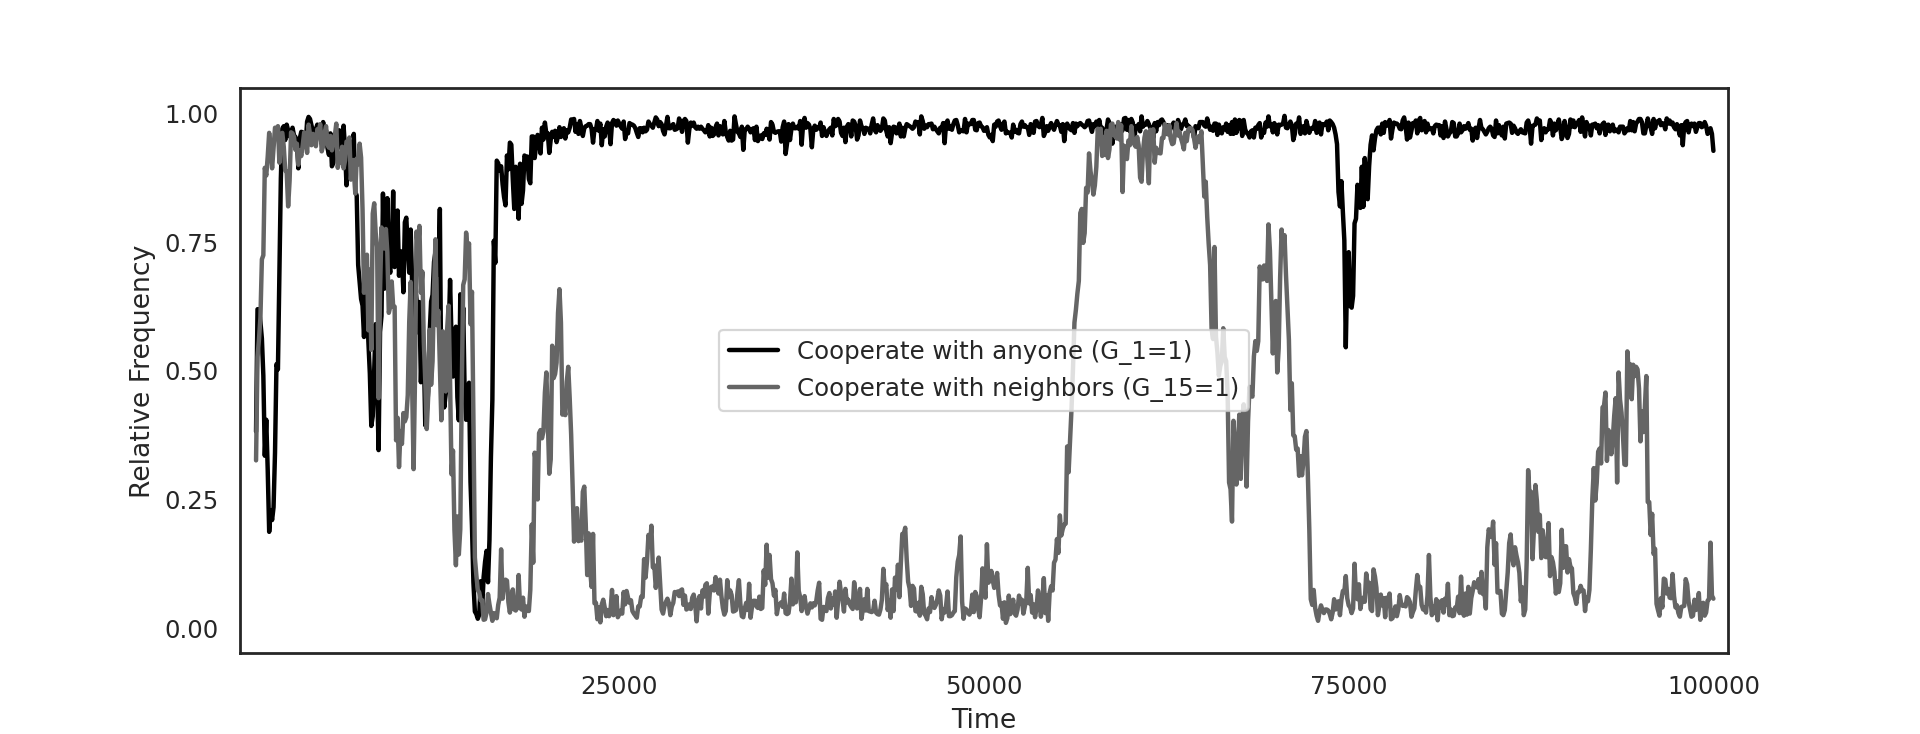 1.00
0.75
0.50
0.25
0.00
Relative Frequency
Cooperate with anyone (G_1=1)
Cooperate with neighbors (G_15=1)
25000 50000 75000 100000
Time